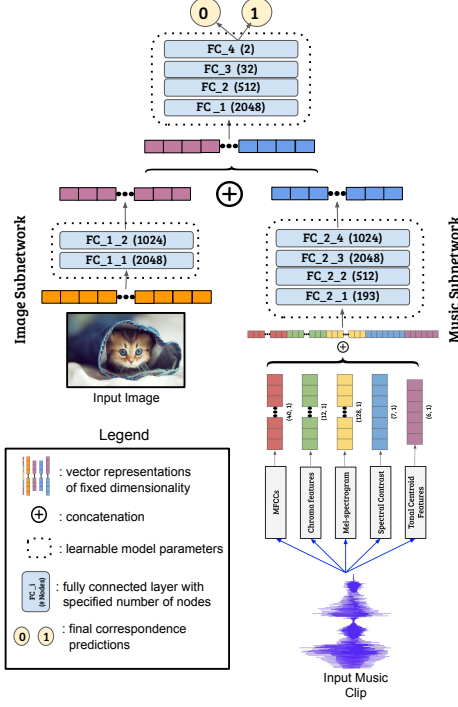 0 1
FC_4 (2)
FC_3 (32)
FC_2 (512)
FC_1 (2048)
Image Subnetwork
FC_1_2 (1024)
FC_1_1 (2048)
Input Image
Music Subnetwork
FC_2_4 (1024)
FC_2_3 (2048)
FC_2_2 (512)
FC_2_1 (193)
(40, 1)
(12, 1)
(128, 1)
(7, 1)
(6, 1)
MFCCs
Chroma features
Mel-spectrogram
Spectral Contrast
Tonal Centroid
Features
Input Music
Clip
Legend
: vector representations
of fixed dimensionality
: concatenation
: learnable model parameters
FC_i
(# Nodes)
: fully connected layer with
specified number of nodes
0 1
: final correspondence
predictions